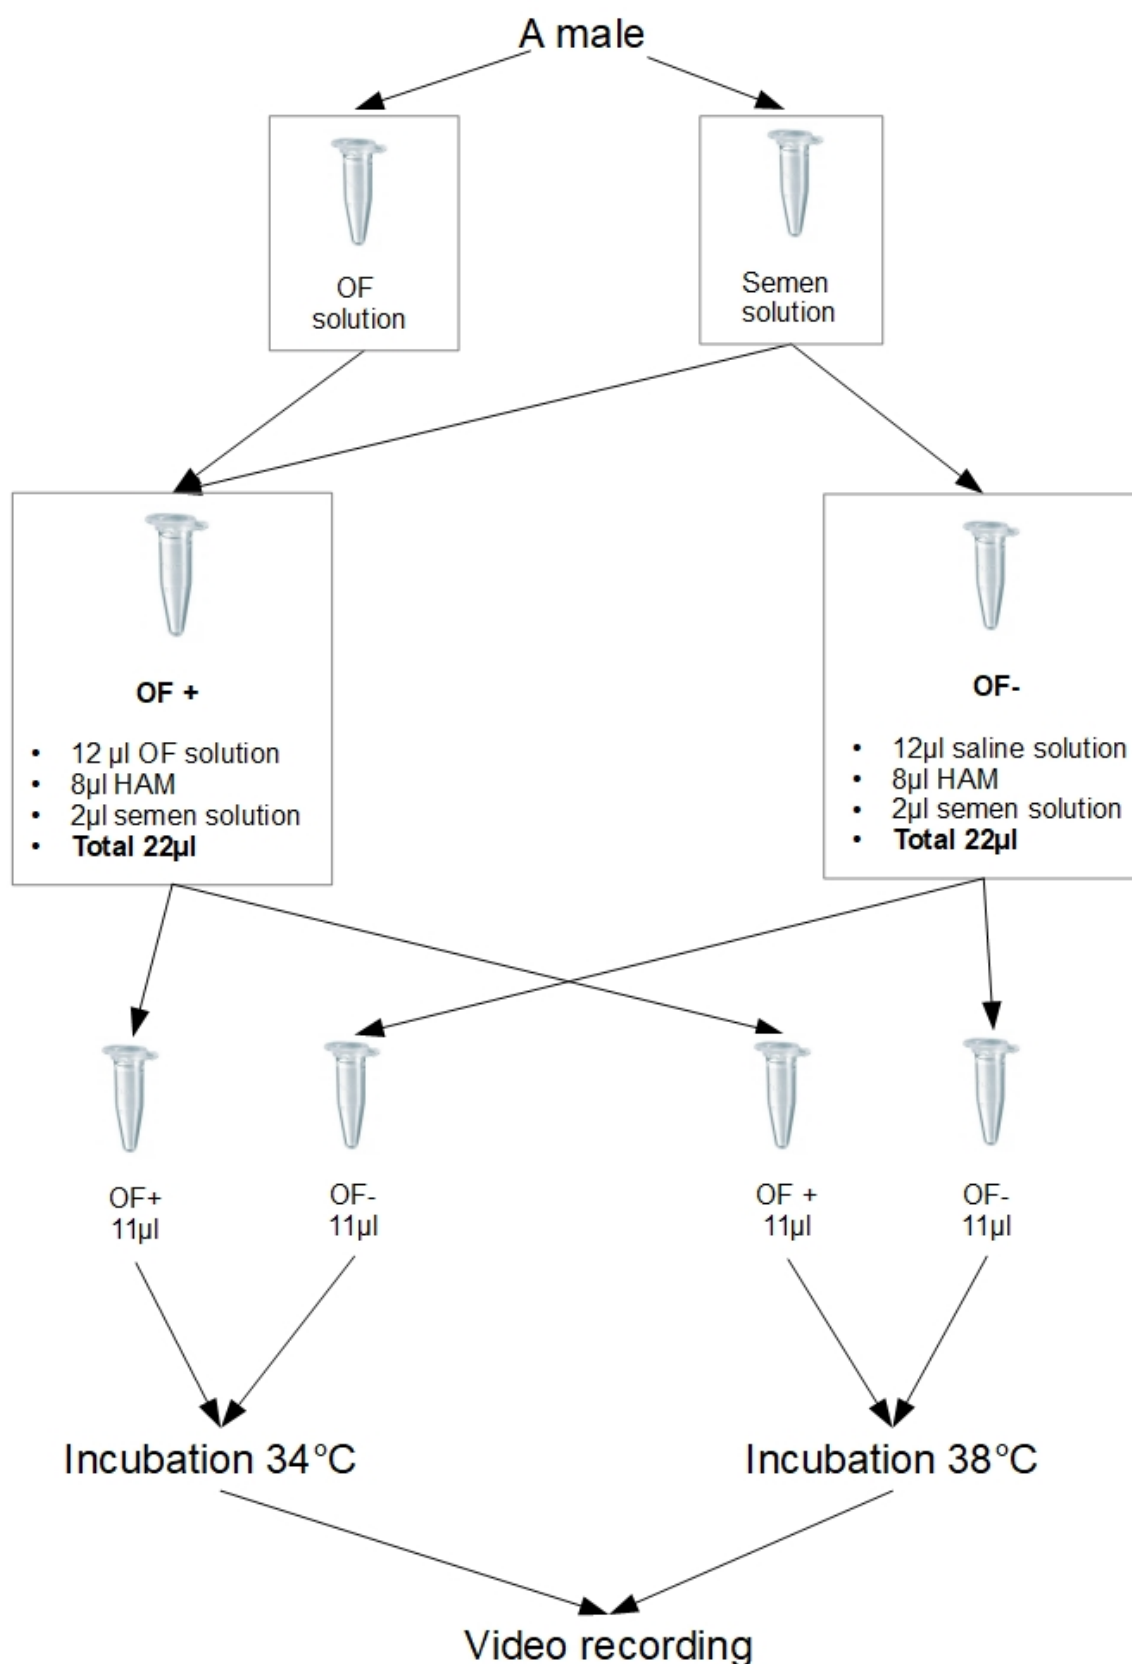 A male
OF
solution
Semen
solution
OF +
• 12 µl OF solution
• 8µl HAM
• 2µl semen solution
• Total 22µl
OF-
• 12µl saline solution
• 8µl HAM
• 2µl semen solution
• Total 22µl
OF+
11µl
OF-
11µl
OF +
11µl
OF-
11µl
Incubation 34°C
Incubation 38°C
Video recording